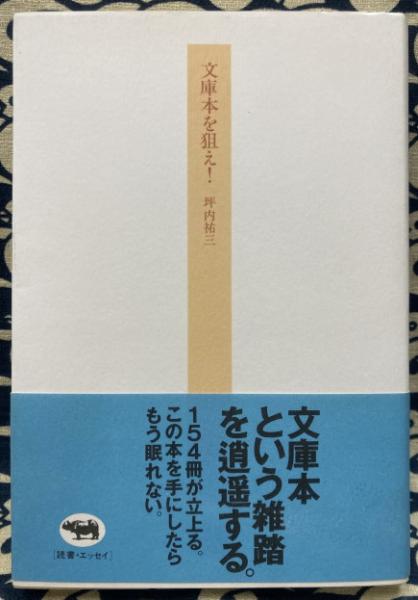 文庫本を狙え!
坪内祐三
文庫本
という雑踏
を逍遥する。
154冊が立上る。
この本を手にしたら
もう眠れない。
[読書・エッセイ]